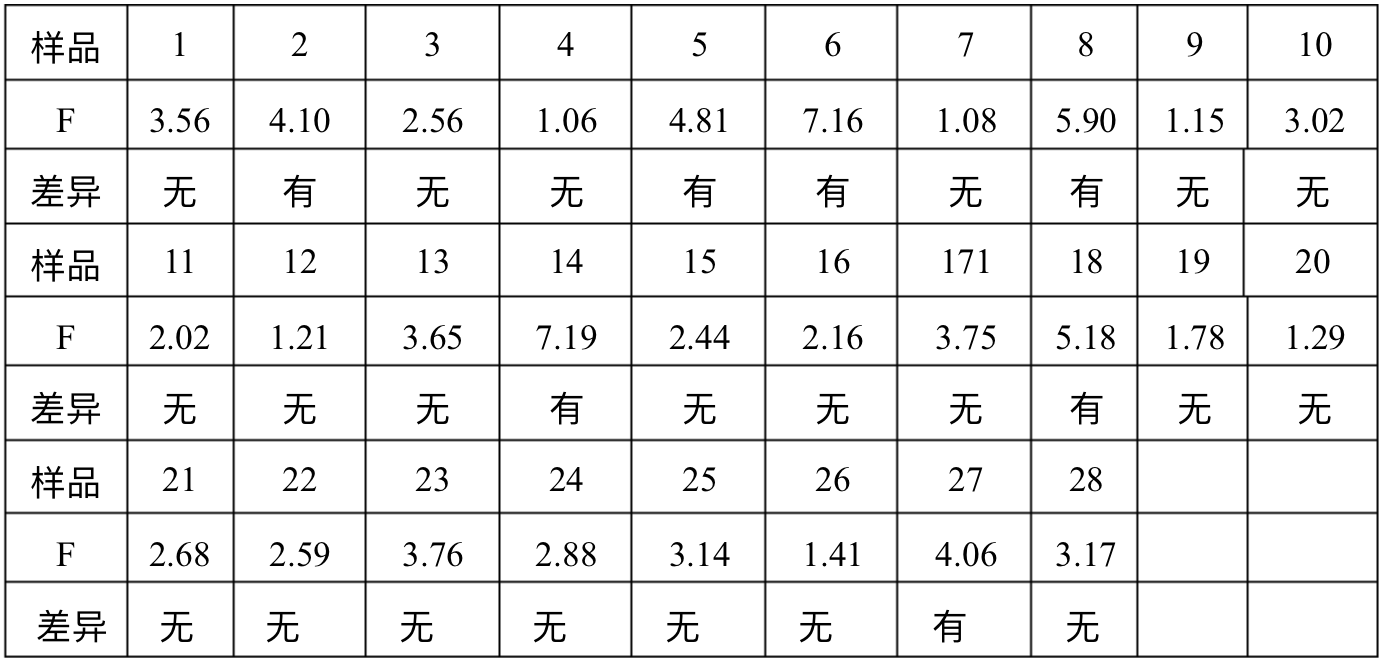 样品 1 2 3 4 5 6 7 8 9 10
F 3.56 4.10 2.56 1.06 4.81 7.16 1.08 5.90 1.15 3.02
差异 无 有 无 无 有 有 无 有 无 无
样品 11 12 13 14 15 16 171 18 19 20
F 2.02 1.21 3.65 7.19 2.44 2.16 3.75 5.18 1.78 1.29
差异 无 无 无 有 无 无 无 有 无 无
样品 21 22 23 24 25 26 27 28
F 2.68 2.59 3.76 2.88 3.14 1.41 4.06 3.17
差异 无 无 无 无 无 无 有 无